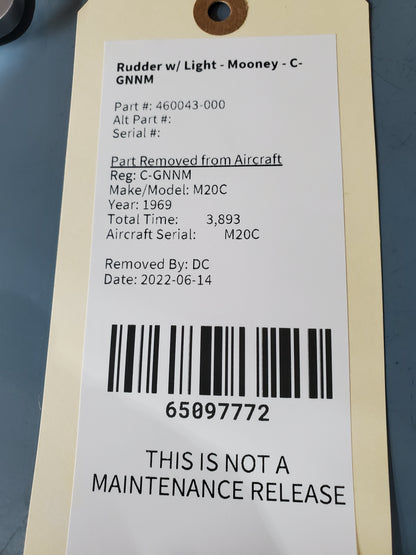 Rudder w/ Light - Mooney - C-
GNNM
Part #: 460043-000
Alt Part #:
Serial #:
Part Removed from Aircraft
Reg: C-GNNM
Make/Model: M20C
Year: 1969
Total Time: 3,893
Aircraft Serial: M20C
Removed By: DC
Date: 2022-06-14
65097772
THIS IS NOT A
MAINTENANCE RELEASE